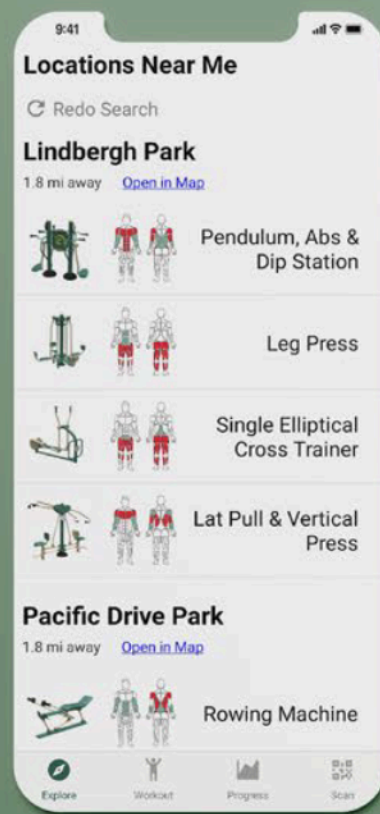 9:41
Locations Near Me
Redo Search
Lindbergh Park
1.8 mi away Open in Map
Pendulum, Abs &
Dip Station
Leg Press
Single Elliptical
Cross Trainer
Lat Pull & Vertical
Press
Pacific Drive Park
1.8 mi away Open in Map
Rowing Machine
Explore Workout Progress Scan